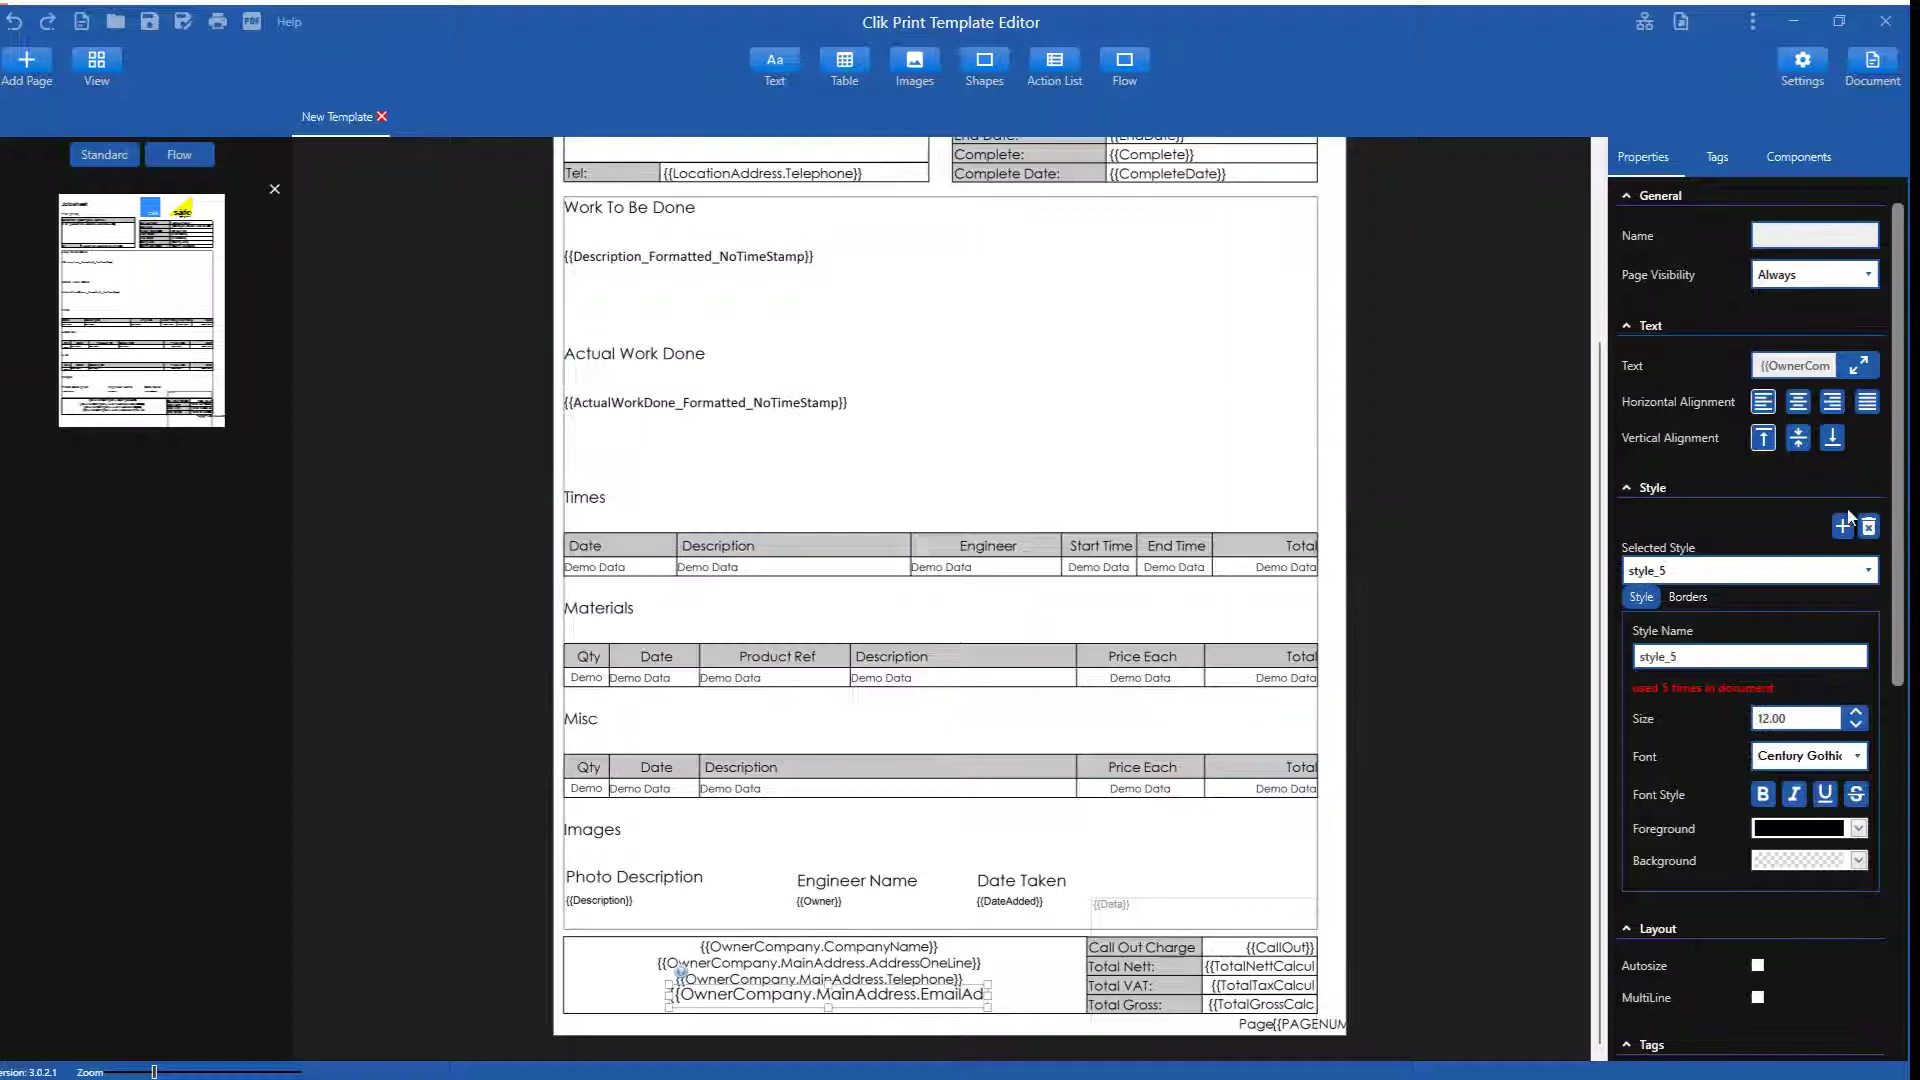 Help
Clik Print Template Editor
Add Page
View
Aa
Text
Table
Images
Shapes
Action List
Flow
Settings
Document
New Template
Standard
Flow
Complete:
{{Complete}}
Tel:
{{LocationAddress.Telephone}}
Complete Date:
{{CompleteDate}}
Work To Be Done
{{Description_Formatted_NoTimeStamp}}
Actual Work Done
{{ActualWorkDone_Formatted_NoTimeStamp}}
Times
Date Description Engineer Start Time End Time Total
Demo Data Demo Data Demo Data Demo Data Demo Data Demo Data
Materials
Qty Date Product Ref Description Price Each Total
Demo Demo Data Demo Data Demo Data Demo Data Demo Data
Misc
Qty Date Description Price Each Total
Demo Demo Data Demo Data Demo Data Demo Data
Images
Photo Description
Engineer Name
Date Taken
{{Description}}
{{Owner}}
{{DateAdded}}
{{Data}}
{{OwnerCompany.CompanyName}}
{{OwnerCompany.MainAddress.AddressOneLine}}
{{OwnerCompany.MainAddress.Telephone}}
{{OwnerCompany.MainAddress.EmailAd
Call Out Charge {{CallOut}}
Total Nett: {{TotalNettCalcul
Total VAT: {{TotalTaxCalcul
Total Gross: {{TotalGrossCalc
Page{{PAGENUM
Properties
Tags
Components
General
Name
Page Visibility
Always
Text
Text
{{OwnerCom
Horizontal Alignment
Vertical Alignment
Style
Selected Style
style_5
Style
Borders
Style Name
style_5
used 5 times in document
Size
12.00
Font
Century Gothic
Font Style
B I U S
Foreground
Background
Layout
Autosize
MultiLine
Tags
ersion: 3.0.2.1
Zoom